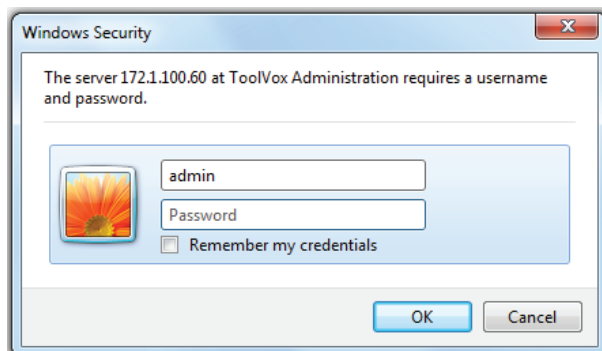 Windows Security
The server 172.1.100.60 at ToolVox Administration requires a username
and password.
admin
Password
Remember my credentials
OK
Cancel